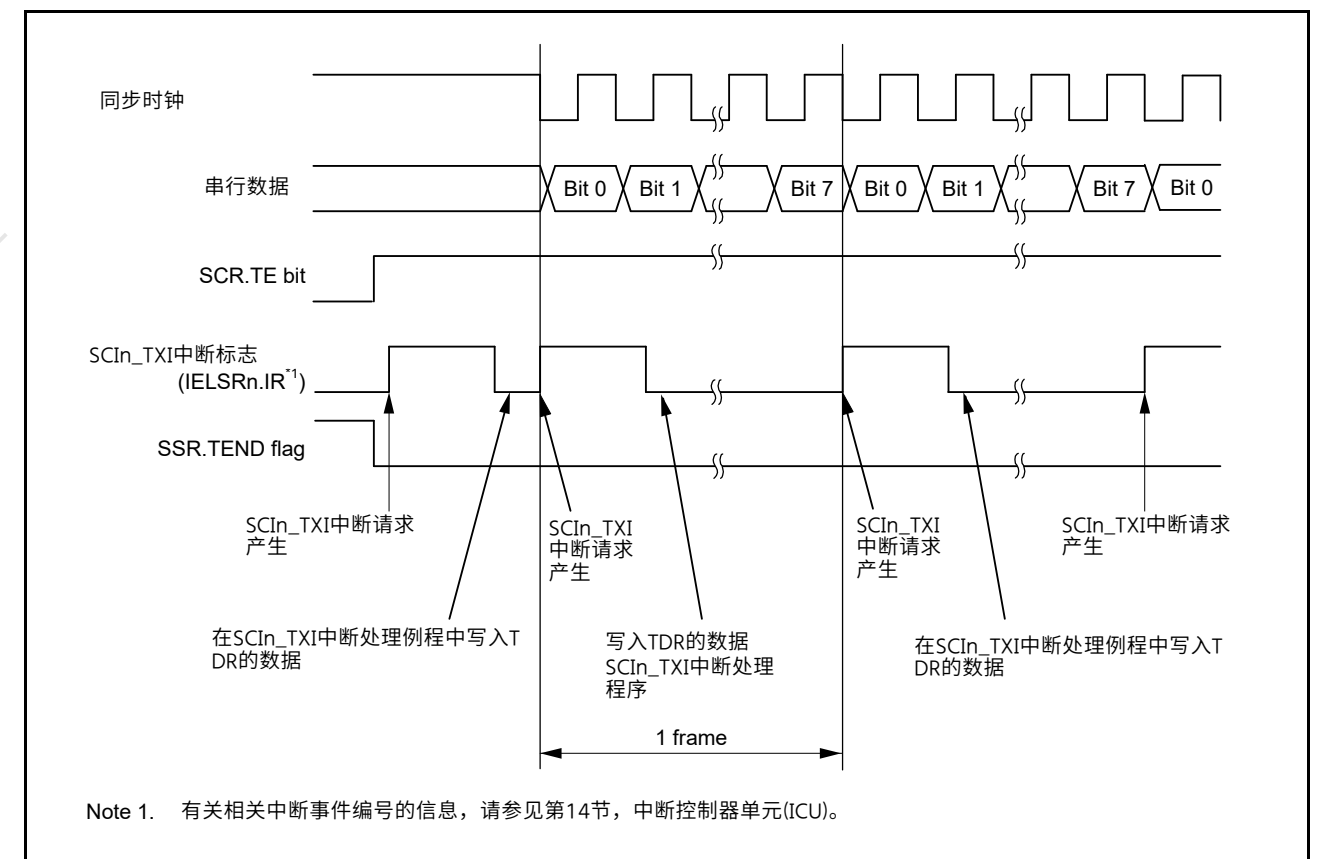 同步时钟
串行数据
Bit 0 Bit 1 Bit 7 Bit 0 Bit 1 Bit 7 Bit 0
SCR.TE bit
SCIn_TXI中断标志
(IELSRn.IR*1)
SSR.TEND flag
SCIn_TXI中断请求
产生
SCIn_TXI
中断请求
产生
SCIn_TXI
中断请求
产生
SCIn_TXI中断请求
产生
在SCIn_TXI中断处理例程中写入T
DR的数据
写入TDR的数据
SCIn_TXI中断处理
程序
在SCIn_TXI中断处理例程中写入T
DR的数据
1 frame
Note 1. 有关相关中断事件编号的信息，请参见第14节，中断控制器单元(ICU)。